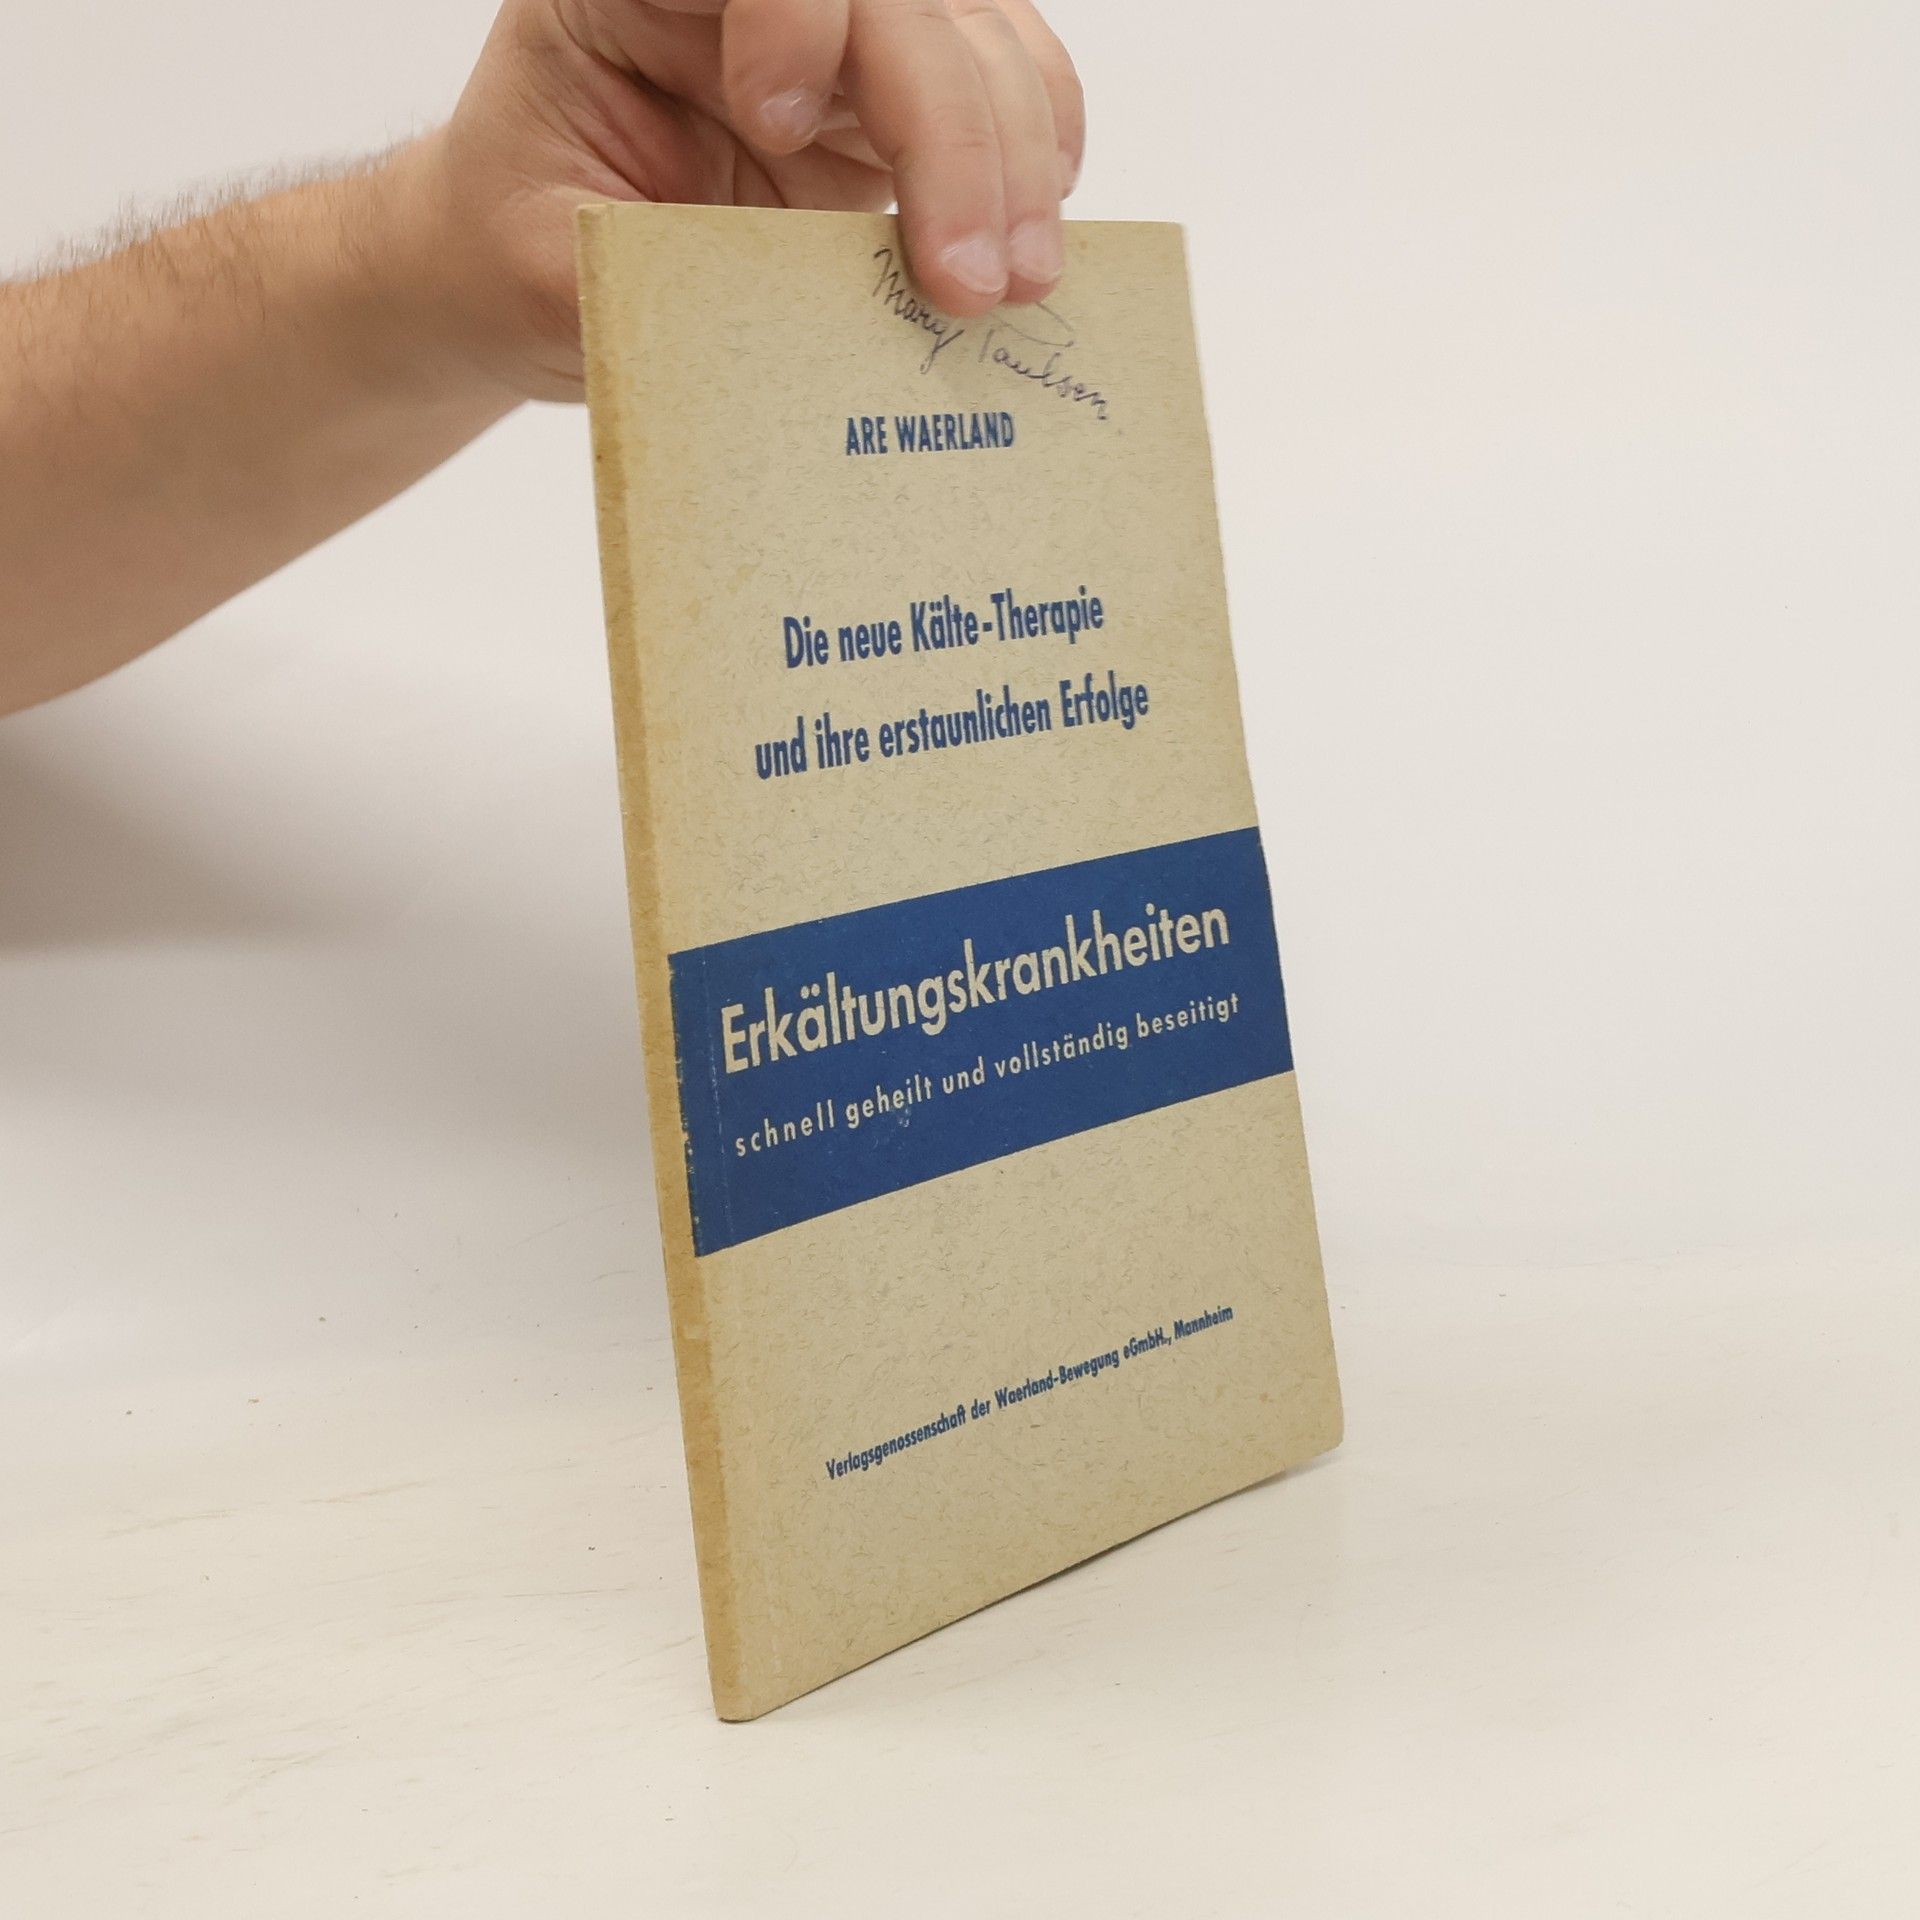 Mary Paulsen
ARE WAERLAND
Die neue Kälte-Therapie
und ihre erstaunlichen Erfolge
Erkältungskrankheiten
schnell geheilt und vollständig beseitigt
Verlagsgenossenschaft der Waerland-Bewegung eGmbH., Mannheim